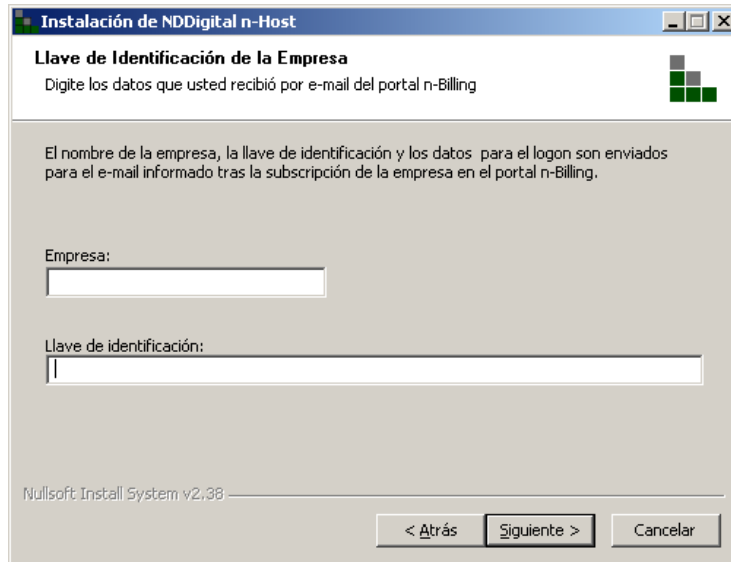 Instalación de NDDigital n-Host
Llave de Identificación de la Empresa
Digite los datos que usted recibió por e-mail del portal n-Billing
El nombre de la empresa, la llave de identificación y los datos  para el logon son enviados
para el e-mail informado tras la subscripción de la empresa en el portal n-Billing.
Empresa:
Llave de identificación:
Nullsoft Install System v2.38
< Atrás
Siguiente >
Cancelar